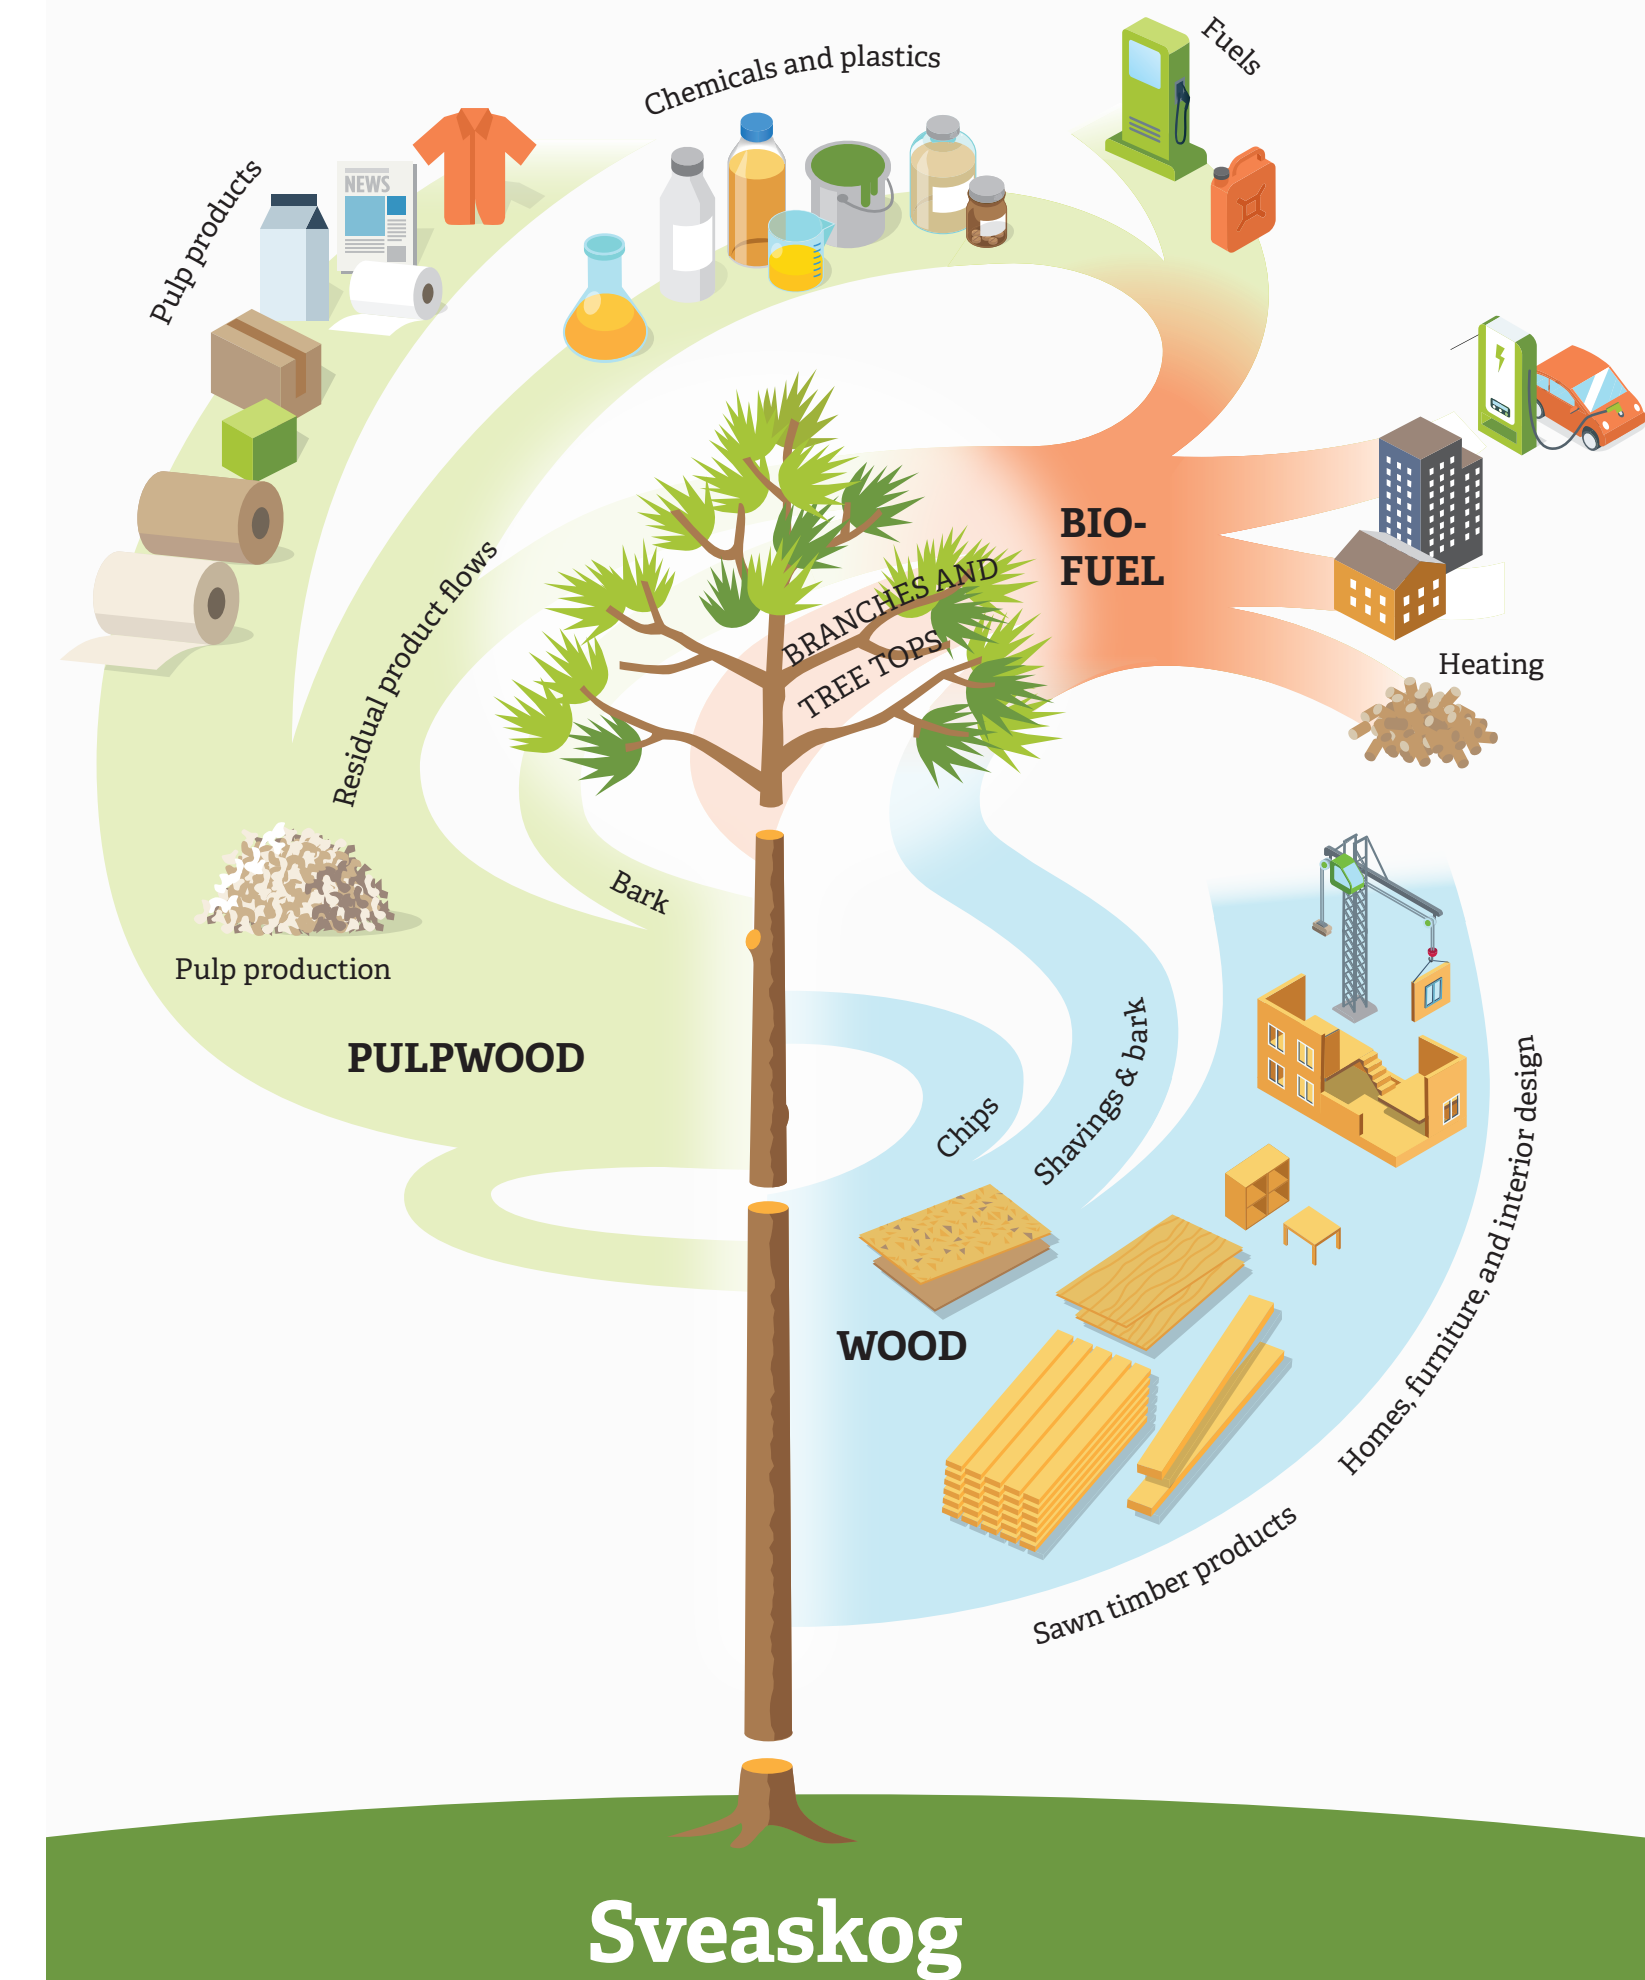 Fuels
Chemicals and plastics
Pulp products
NEWS
BIO-
FUEL
BRANCHES AND
TREE TOPS
Residual product flows
Heating
Bark
Pulp production
PULPWOOD
Chips
Shavings & bark
Homes, furniture, and interior design
WOOD
Sawn timber products
Sveaskog